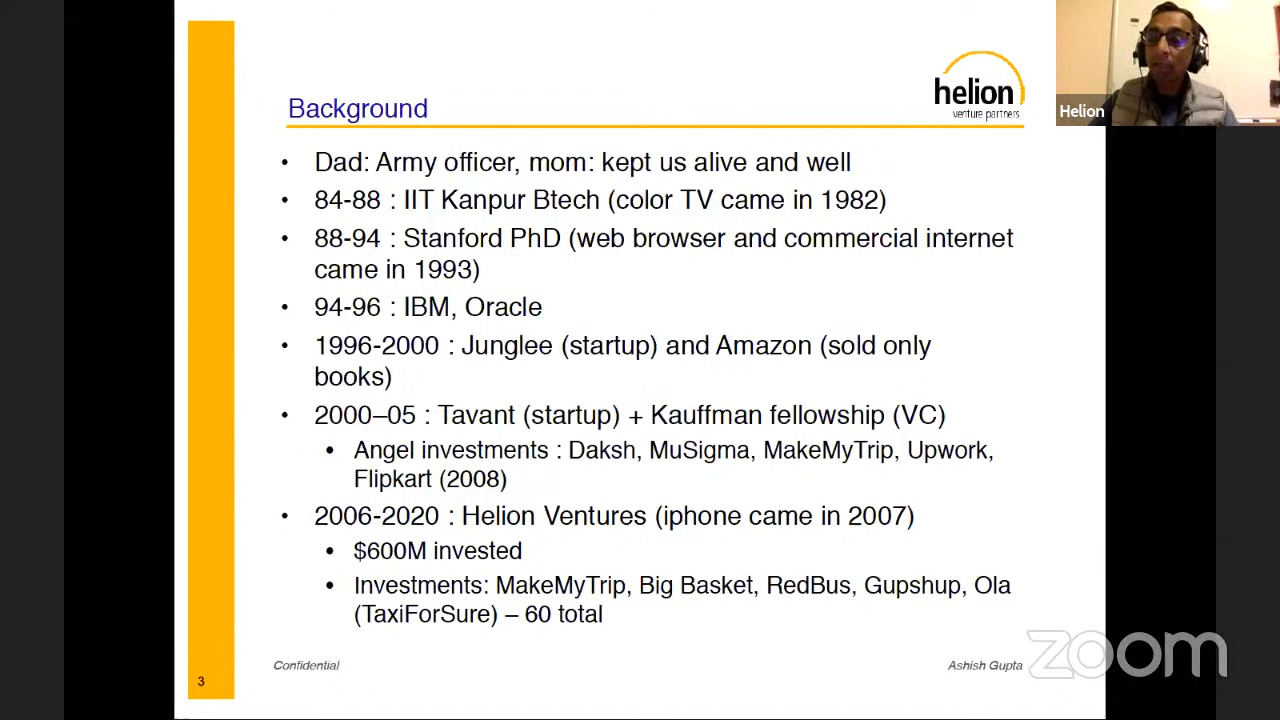 helion
venture partners
Helion
Background
• Dad: Army officer, mom: kept us alive and well
• 84-88 : IIT Kanpur Btech (color TV came in 1982)
• 88-94 : Stanford PhD (web browser and commercial internet
came in 1993)
• 94-96 : IBM, Oracle
• 1996-2000 : Junglee (startup) and Amazon (sold only
books)
• 2000–05 : Tavant (startup) + Kauffman fellowship (VC)
• Angel investments : Daksh, MuSigma, MakeMyTrip, Upwork,
Flipkart (2008)
• 2006-2020 : Helion Ventures (iphone came in 2007)
• $600M invested
• Investments: MakeMyTrip, Big Basket, RedBus, Gupshup, Ola
(TaxiForSure) – 60 total
Confidential
Ashish Gupta
zoom
3